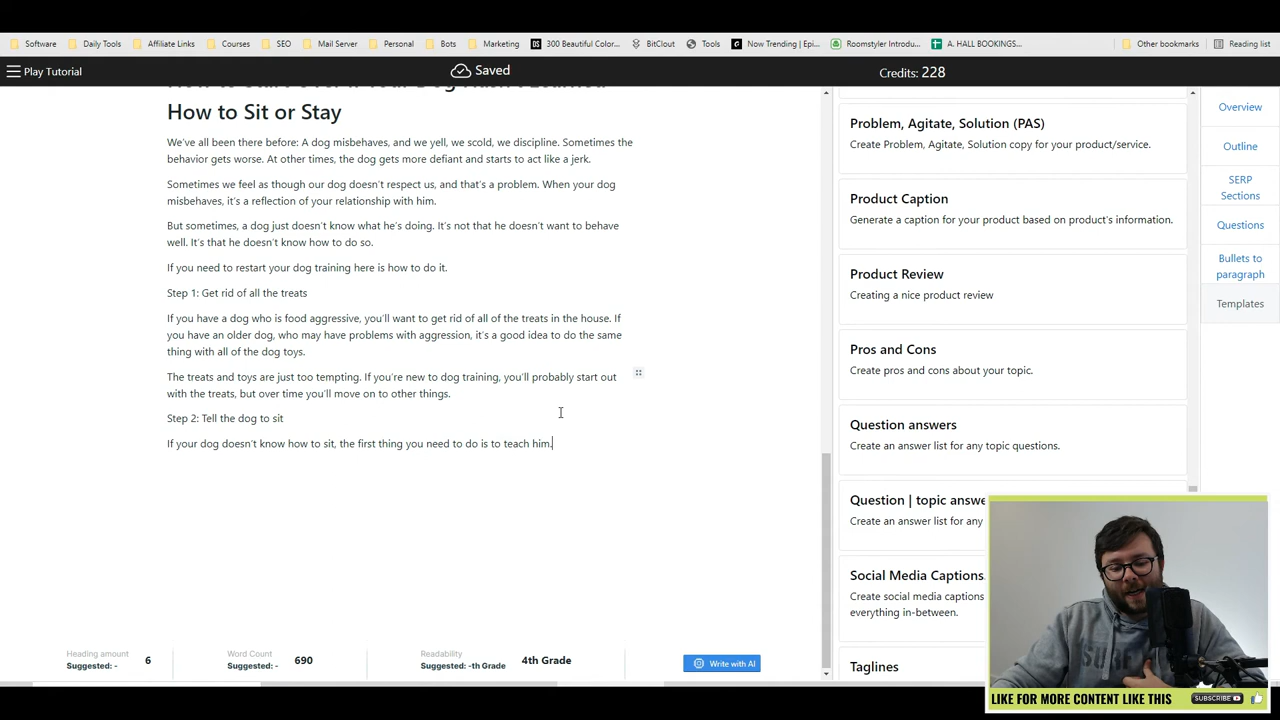 Software Daily Tools Affiliate Links Courses SEO Mail Server Personal Bots Marketing 300 Beautiful Color... BitClout Tools Now Trending | Epi... Roomstyler Introdu... A. HALL BOOKINGS... Other bookmarks Reading list
Play Tutorial
Saved
Credits: 228
How to Sit or Stay
We've all been there before: A dog misbehaves, and we yell, we scold, we discipline. Sometimes the
behavior gets worse. At other times, the dog gets more defiant and starts to act like a jerk.
Sometimes we feel as though our dog doesn't respect us, and that's a problem. When your dog
misbehaves, it's a reflection of your relationship with him.
But sometimes, a dog just doesn't know what he's doing. It's not that he doesn't want to behave
well. It's that he doesn't know how to do so.
If you need to restart your dog training here is how to do it.
Step 1: Get rid of all the treats
If you have a dog who is food aggressive, you'll want to get rid of all of the treats in the house. If
you have an older dog, who may have problems with aggression, it's a good idea to do the same
thing with all of the dog toys.
The treats and toys are just too tempting. If you're new to dog training, you'll probably start out
with the treats, but over time you'll move on to other things.
Step 2: Tell the dog to sit
If your dog doesn't know how to sit, the first thing you need to do is to teach him.
Heading amount
Suggested: -
6
Word Count
Suggested: -
690
Readability
Suggested: -th Grade
4th Grade
Write with AI
Problem, Agitate, Solution (PAS)
Create Problem, Agitate, Solution copy for your product/service.
Product Caption
Generate a caption for your product based on product's information.
Product Review
Creating a nice product review
Pros and Cons
Create pros and cons about your topic.
Question answers
Create an answer list for any topic questions.
Question | topic answe
Create an answer list for any
Social Media Captions
Create social media captions
everything in-between.
Taglines
Overview
Outline
SERP
Sections
Questions
Bullets to
paragraph
Templates
LIKE FOR MORE CONTENT LIKE THIS
SUBSCRIBE